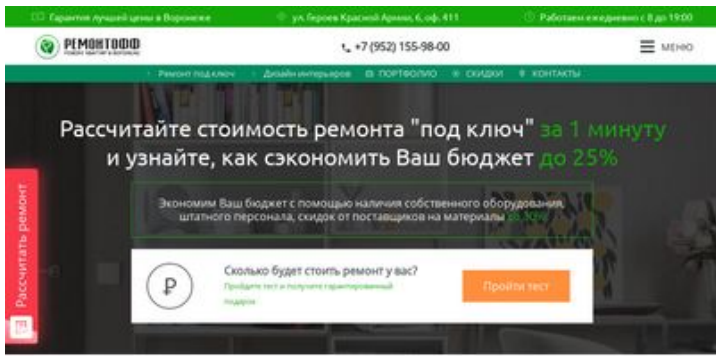 Гарантия лучшей цены в Воронеже
ул. Героев Красной Армии, 6, оф. 411
Работаем ежедневно с 8 до 19:00
РЕМОНТОФФ
РЕМОНТ КВАРТИР В ВОРОНЕЖЕ
+7 (952) 155-98-00
МЕНЮ
Ремонт под ключ
Дизайн интерьеров
ПОРТФОЛИО
СКИДКИ
КОНТАКТЫ
Рассчитайте стоимость ремонта "под ключ" за 1 минуту
и узнайте, как сэкономить Ваш бюджет до 25%
Экономим Ваш бюджет с помощью наличия собственного оборудования,
штатного персонала, скидок от поставщиков на материалы
Рассчитать ремонт
Сколько будет стоить ремонт у вас?
Пройдите тест и получите гарантированный
подарок
Пройти тест